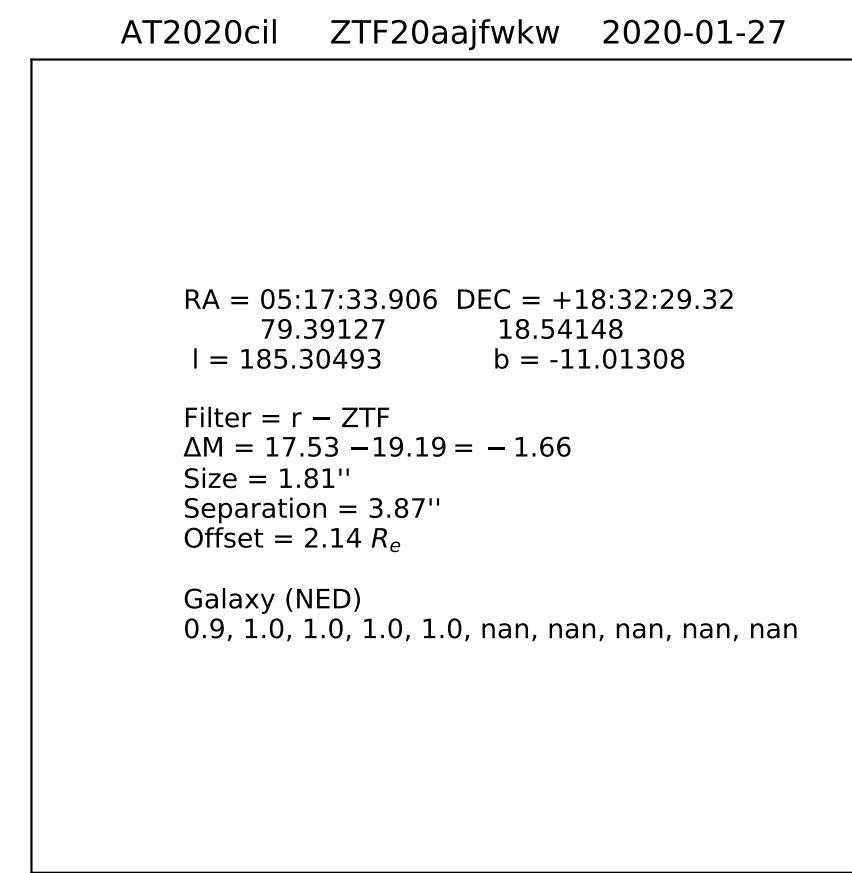 AT2020cil ZTF20aajfwkw 2020-01-27
RA = 05:17:33.906 DEC = +18:32:29.32
79.39127 18.54148
l = 185.30493 b = -11.01308
Filter = r − ZTF
ΔM = 17.53 −19.19 = − 1.66
Size = 1.81''
Separation = 3.87''
Offset = 2.14 Re
Galaxy (NED)
0.9, 1.0, 1.0, 1.0, 1.0, nan, nan, nan, nan, nan